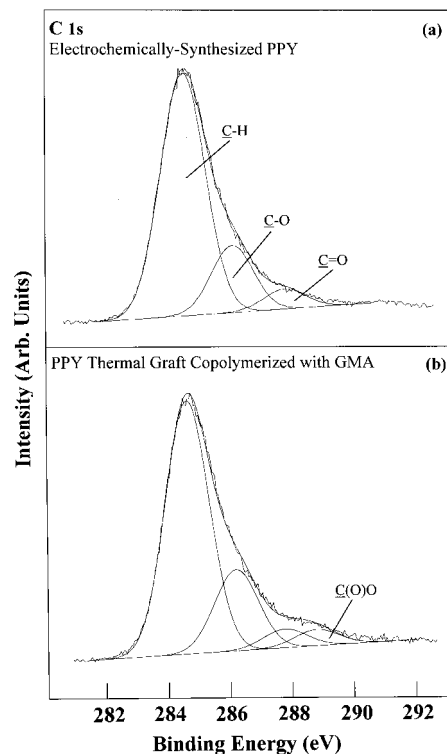 C 1s
(a)
Electrochemically-Synthesized PPY
C-H
C-O
C=O
PPY Thermal Graft Copolymerized with GMA
(b)
C(O)O
Intensity (Arb. Units)
282 284 286 288 290 292
Binding Energy (eV)